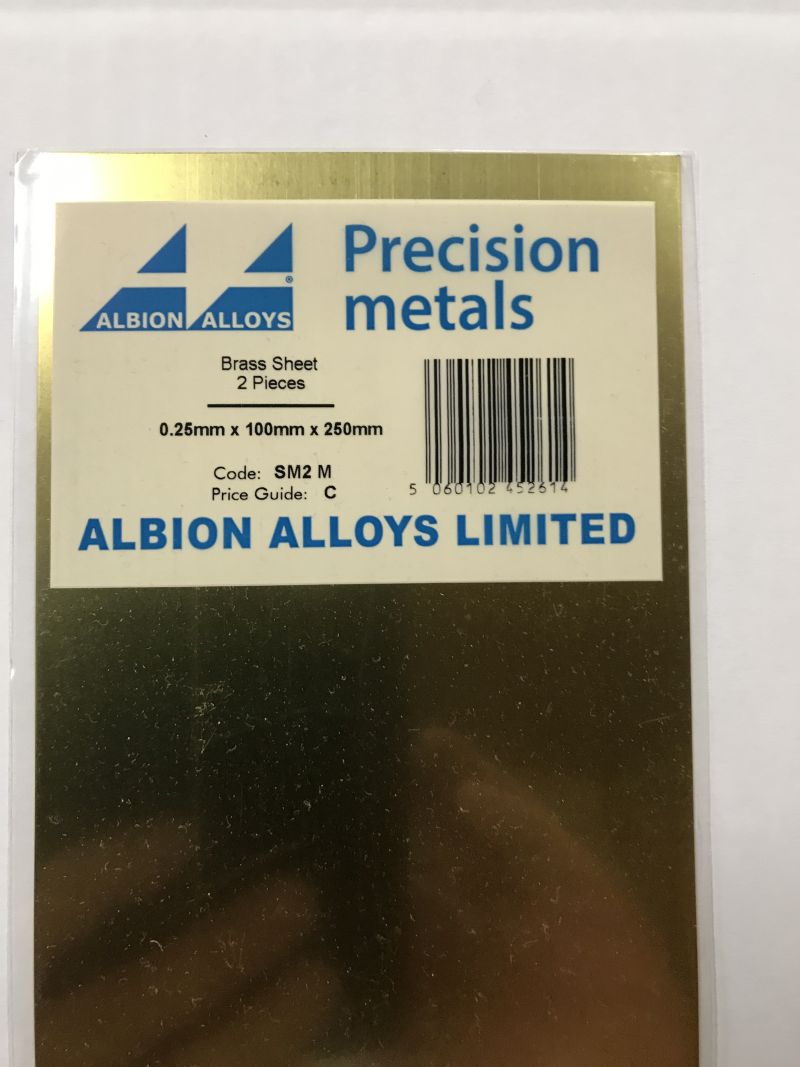 ALBION ALLOYS®
Precision
metals
Brass Sheet
2 Pieces
0.25mm x 100mm x 250mm
Code: SM2 M
Price Guide: C
5 060102 452614
ALBION ALLOYS LIMITED